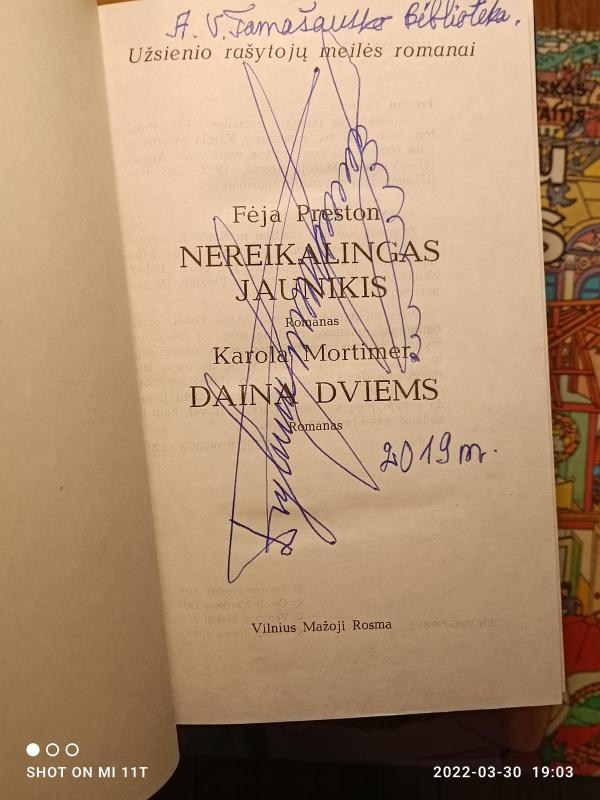 A. V. Tamašausko Biblioteka.
Užsienio rašytojų meilės romanai
Fėja Preston
NEREIKALINGAS
JAUNIKIS
Romanas
Karola Mortimer
DAINA DVIEMS
Romanas
2019 m.
Vilnius Mažoji Rosma
SHOT ON MI 11T
2022-03-30 19:03